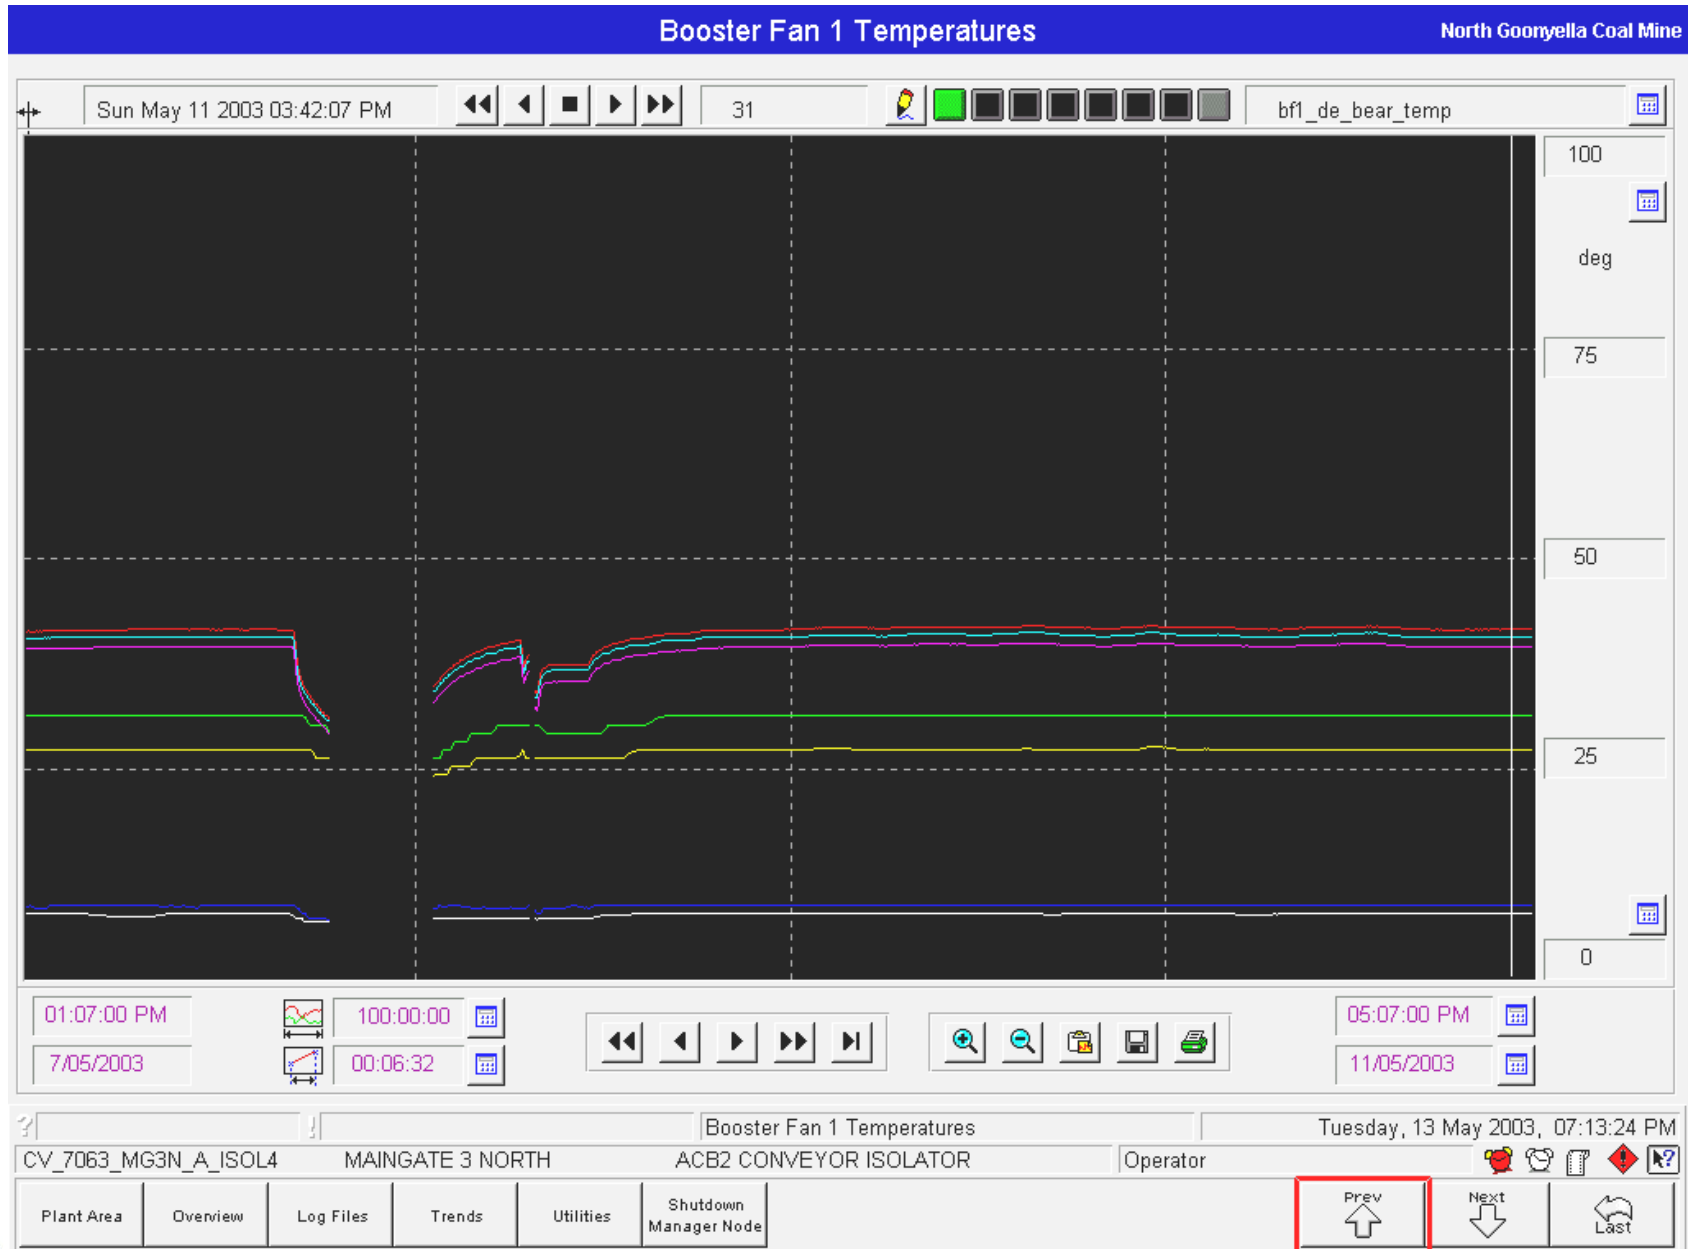 Booster Fan 1 Temperatures
North Goonyella Coal Mine
Sun May 11 2003 03:42:07 PM
31
bf1_de_bear_temp
100
deg
75
50
25
0
01:07:00 PM
100:00:00
05:07:00 PM
7/05/2003
00:06:32
11/05/2003
Booster Fan 1 Temperatures
Tuesday, 13 May 2003, 07:13:24 PM
CV_7063_MG3N_A_ISOL4 MAINGATE 3 NORTH ACB2 CONVEYOR ISOLATOR
Operator
Plant Area
Overview
Log Files
Trends
Utilities
Shutdown
Manager Node
Prev
Next
Last